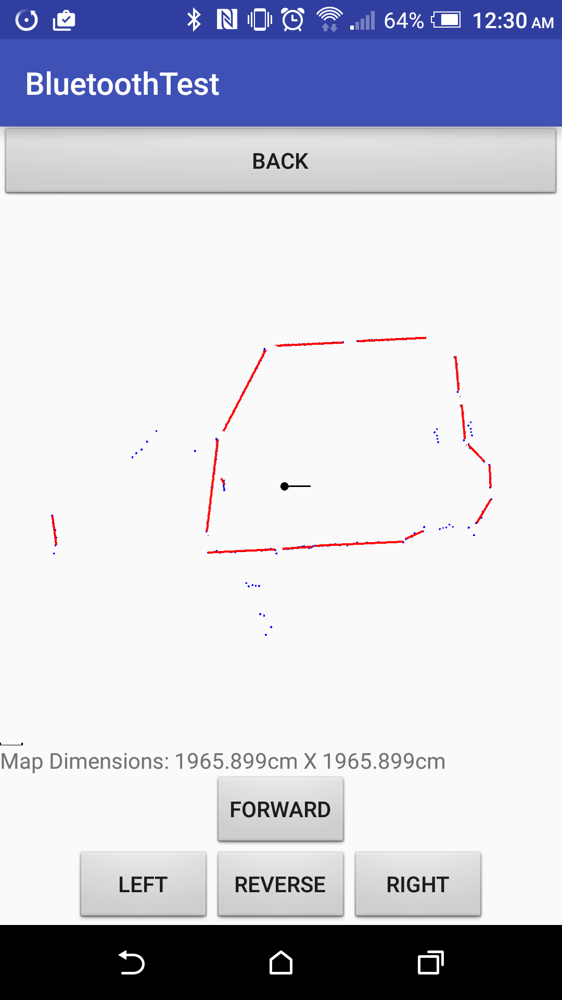 64% 12:30 AM
BluetoothTest
BACK
Map Dimensions: 1965.899cm X 1965.899cm
FORWARD
LEFT REVERSE RIGHT